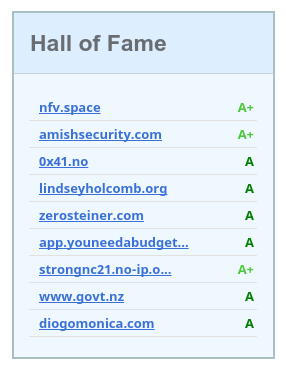 Hall of Fame
nfv.space A+
amishsecurity.com A+
0x41.no A
lindseyholcomb.org A
zerosteiner.com A
app.youneedabudget... A
strongnc21.no-ip.o... A+
www.govt.nz A
diogomonica.com A